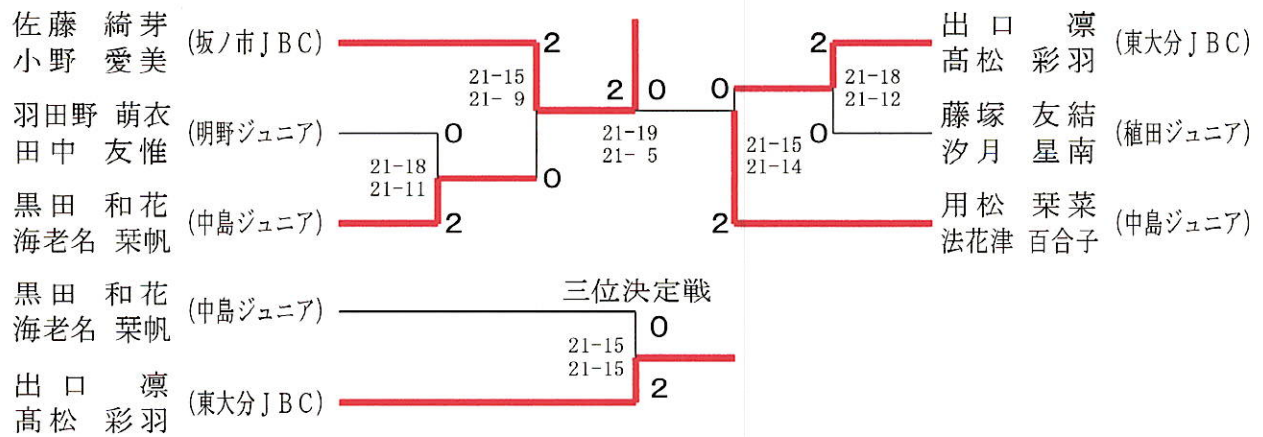 佐藤 綺芽
小野 愛美
(坂ノ市JBC)
2
21-15
21- 9
羽田野 萌衣
田中 友惟
(明野ジュニア)
0
21-18
21-11
0
黒田 和花
海老名 栞帆
(中島ジュニア)
2
2 0
21-19
21- 5
出口 凛
髙松 彩羽
(東大分JBC)
2
21-18
21-12
0
藤塚 友結
汐月 星南
(稙田ジュニア)
0
21-15
21-14
用松 栞菜
法花津 百合子
(中島ジュニア)
2
三位決定戦
黒田 和花
海老名 栞帆
(中島ジュニア)
0
21-15
21-15
出口 凛
髙松 彩羽
(東大分JBC)
2